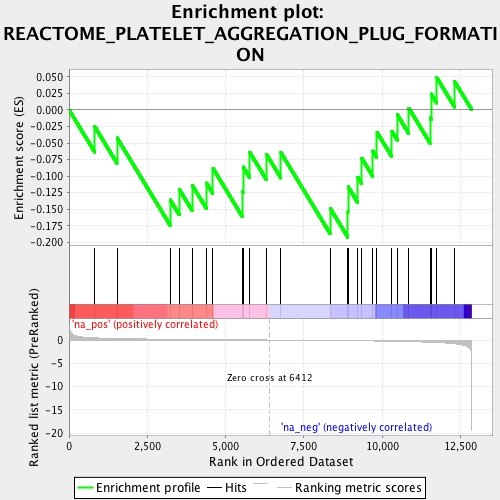 Enrichment plot:
REACTOME_PLATELET_AGGREGATION_PLUG_FORMATI
ON
Enrichment score (ES)
0.050
0.025
0.000
-0.025
-0.050
-0.075
-0.100
-0.125
-0.150
-0.175
-0.200
'na_pos' (positively correlated)
Ranked list metric (PreRanked)
0
-5
-10
-15
-20
Zero cross at 6412
'na_neg' (negatively correlated)
0
2,500
5,000
7,500
10,000
12,500
Rank in Ordered Dataset
Enrichment profile
Hits
Ranking metric scores